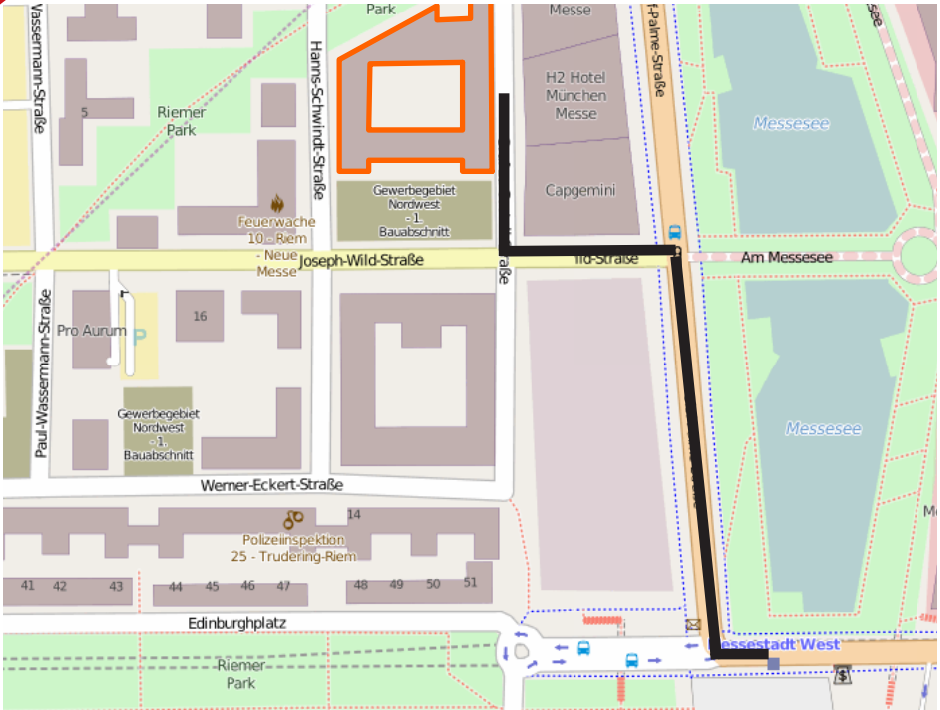 Wassermann-Straße
Park
Messe
f-Palme-Straße
see
Hanns-Schwindt-Straße
5
Riemer
Park
H2 Hotel
München
Messe
Messesee
Capgemini
Gewerbegebiet
Nordwest
- 1.
Bauabschnitt
Feuerwache
10 - Riem
- Neue
Messe
Joseph-Wild-Straße
ild-Straße
Am Messesee
raße
Paul-Wassermann-Straße
Pro Aurum
P
16
Gewerbegebiet
Nordwest
- 1.
Bauabschnitt
Messesee
Werner-Eckert-Straße
14
Polizeiinspektion
25 - Trudering-Riem
41
42
43
44
45
46
47
48
49
50
51
Edinburghplatz
Riemer
Park
essestadt West
$